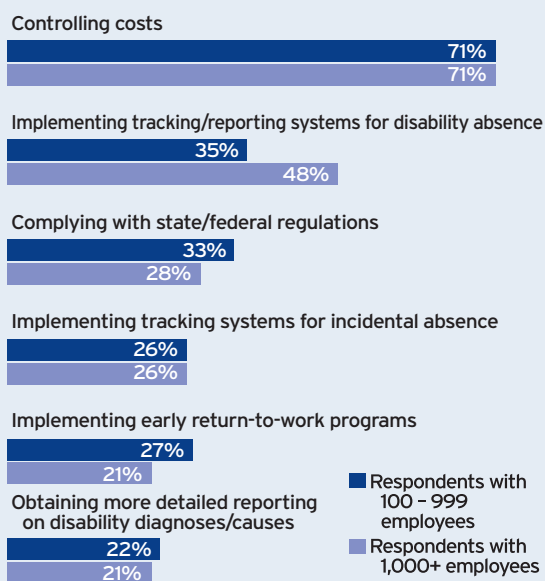 Controlling costs
71%
71%
Implementing tracking/reporting systems for disability absence
35%
48%
Complying with state/federal regulations
33%
28%
Implementing tracking systems for incidental absence
26%
26%
Implementing early return-to-work programs
27%
21%
Obtaining more detailed reporting
on disability diagnoses/causes
22%
21%
Respondents with
100 – 999
employees
Respondents with
1,000+ employees